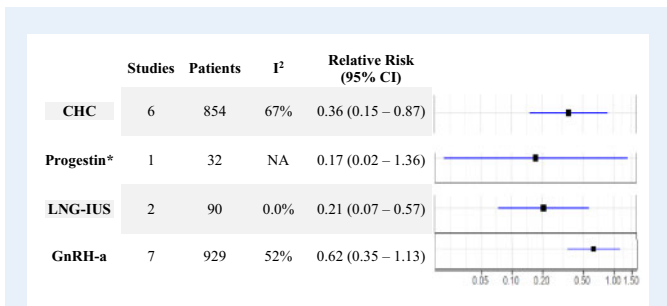 Studies Patients I² Relative Risk (95% CI)
CHC 6 854 67% 0.36 (0.15 – 0.87)
Progestin* 1 32 NA 0.17 (0.02 – 1.36)
LNG-IUS 2 90 0.0% 0.21 (0.07 – 0.57)
GnRH-a 7 929 52% 0.62 (0.35 – 1.13)
0.05 0.10 0.20 0.50 1.00 1.50